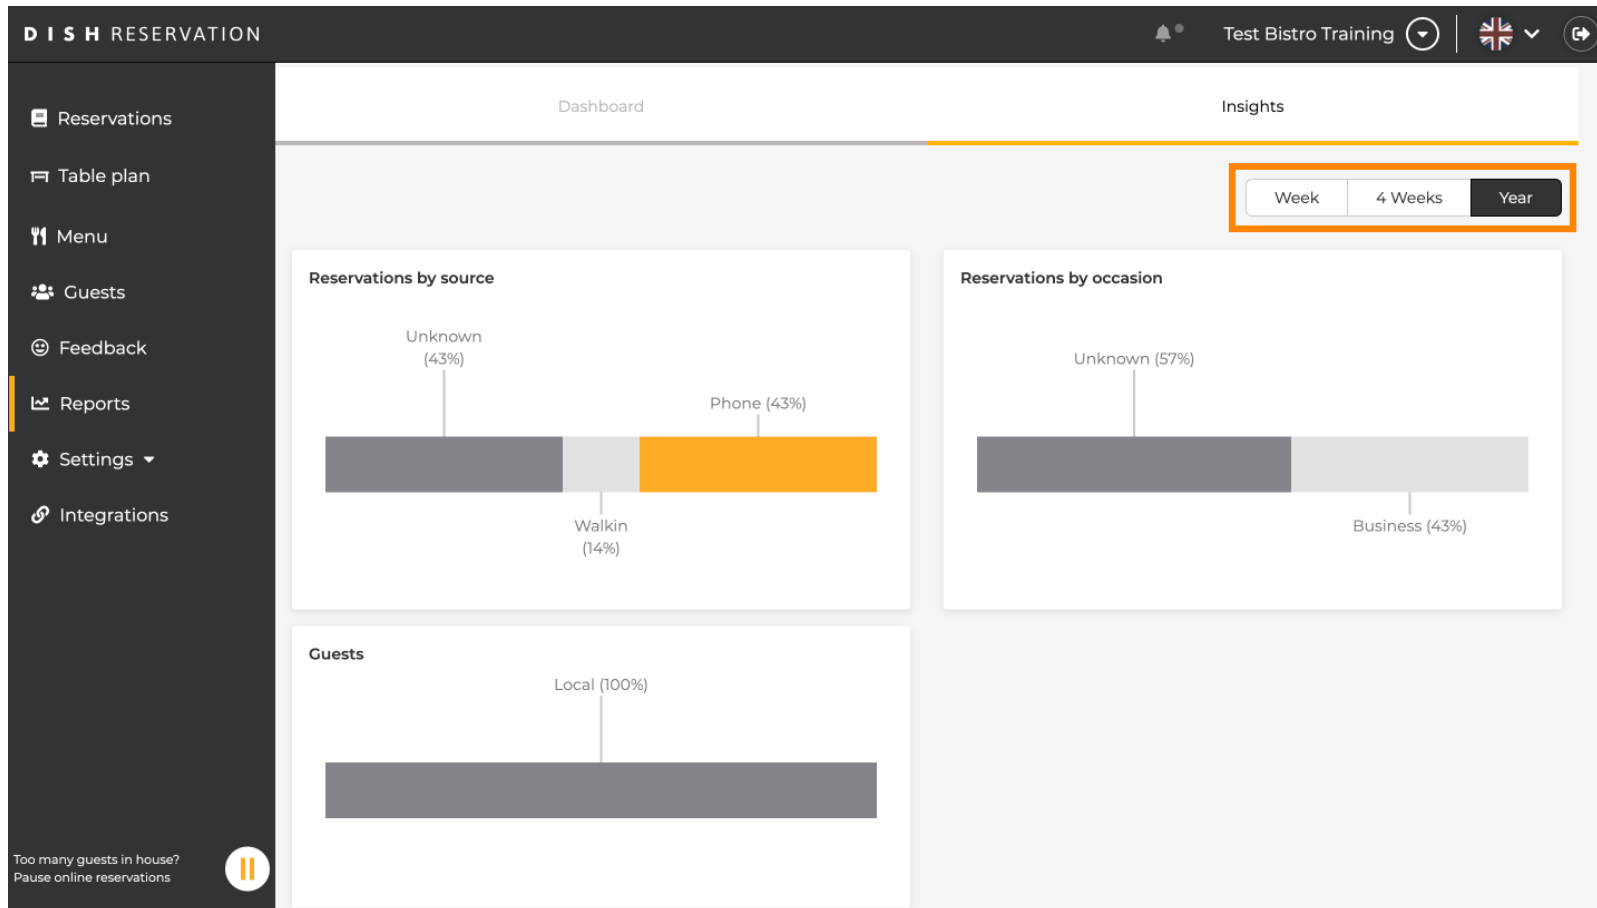 DISH RESERVATION
Test Bistro Training
Reservations
Table plan
Menu
Guests
Feedback
Reports
Settings
Integrations
Too many guests in house?
Pause online reservations
Dashboard
Insights
Week
4 Weeks
Year
Reservations by source
Unknown
(43%)
Phone (43%)
Walkin
(14%)
Reservations by occasion
Unknown (57%)
Business (43%)
Guests
Local (100%)